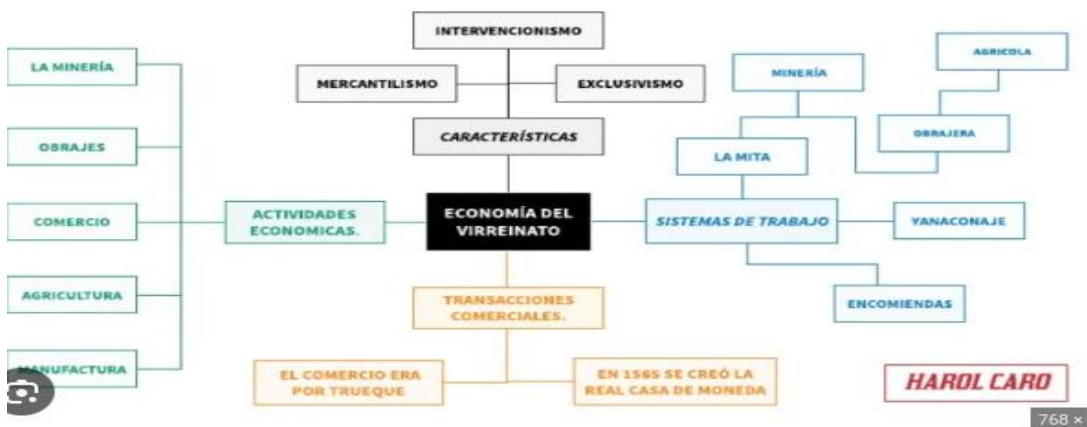 INTERVENCIONISMO
MERCANTILISMO
EXCLUSIVISMO
CARACTERÍSTICAS
LA MINERÍA
OBRAJES
COMERCIO
AGRICULTURA
MANUFACTURA
ACTIVIDADES
ECONOMICAS.
ECONOMÍA DEL
VIRREINATO
SISTEMAS DE TRABAJO
LA MITA
MINERÍA
OBRAJERA
AGRICOLA
YANACONAJE
ENCOMIENDAS
TRANSACCIONES
COMERCIALES.
EL COMERCIO ERA
POR TRUEQUE
EN 1565 SE CREÓ LA
REAL CASA DE MONEDA
HAROL CARO
768 ×